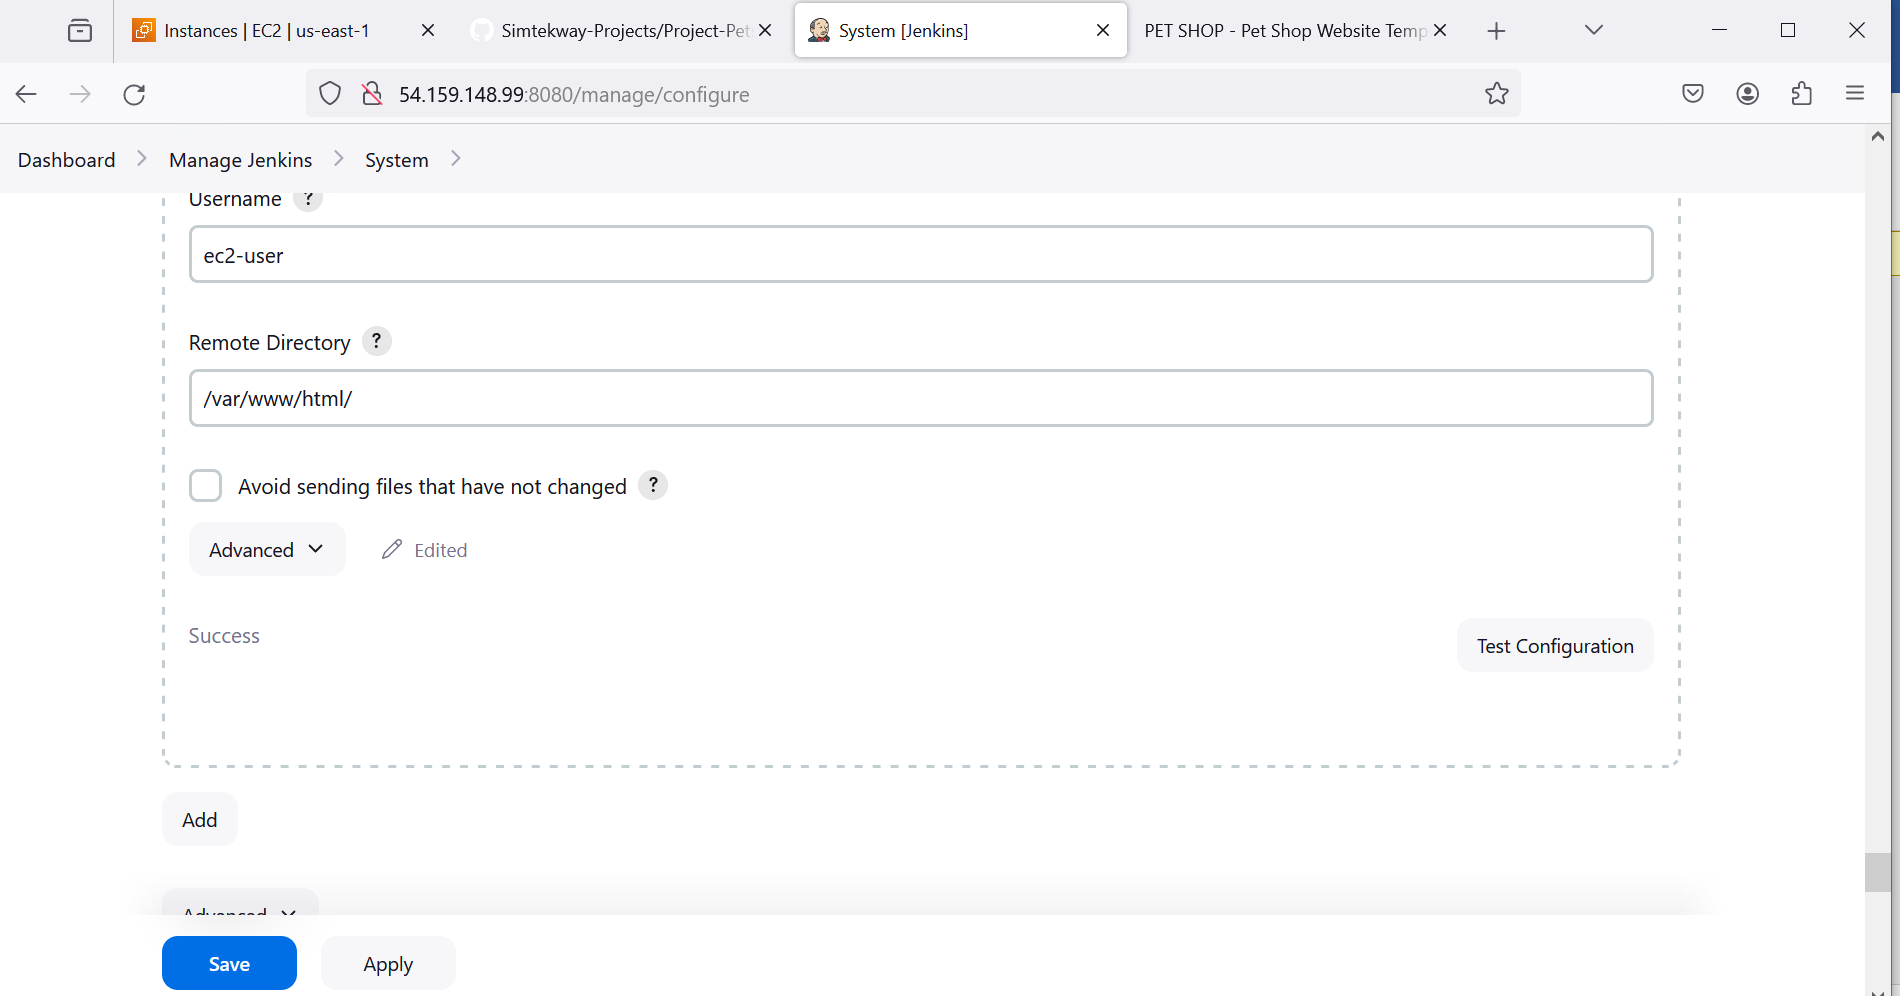 Instances | EC2 | us-east-1
Simtekway-Projects/Project-Pets
System [Jenkins]
PET SHOP - Pet Shop Website Temp
54.159.148.99:8080/manage/configure
Dashboard
Manage Jenkins
System
Username ?
ec2-user
Remote Directory ?
/var/www/html/
Avoid sending files that have not changed ?
Advanced
Edited
Success
Test Configuration
Add
Advanced
Save
Apply